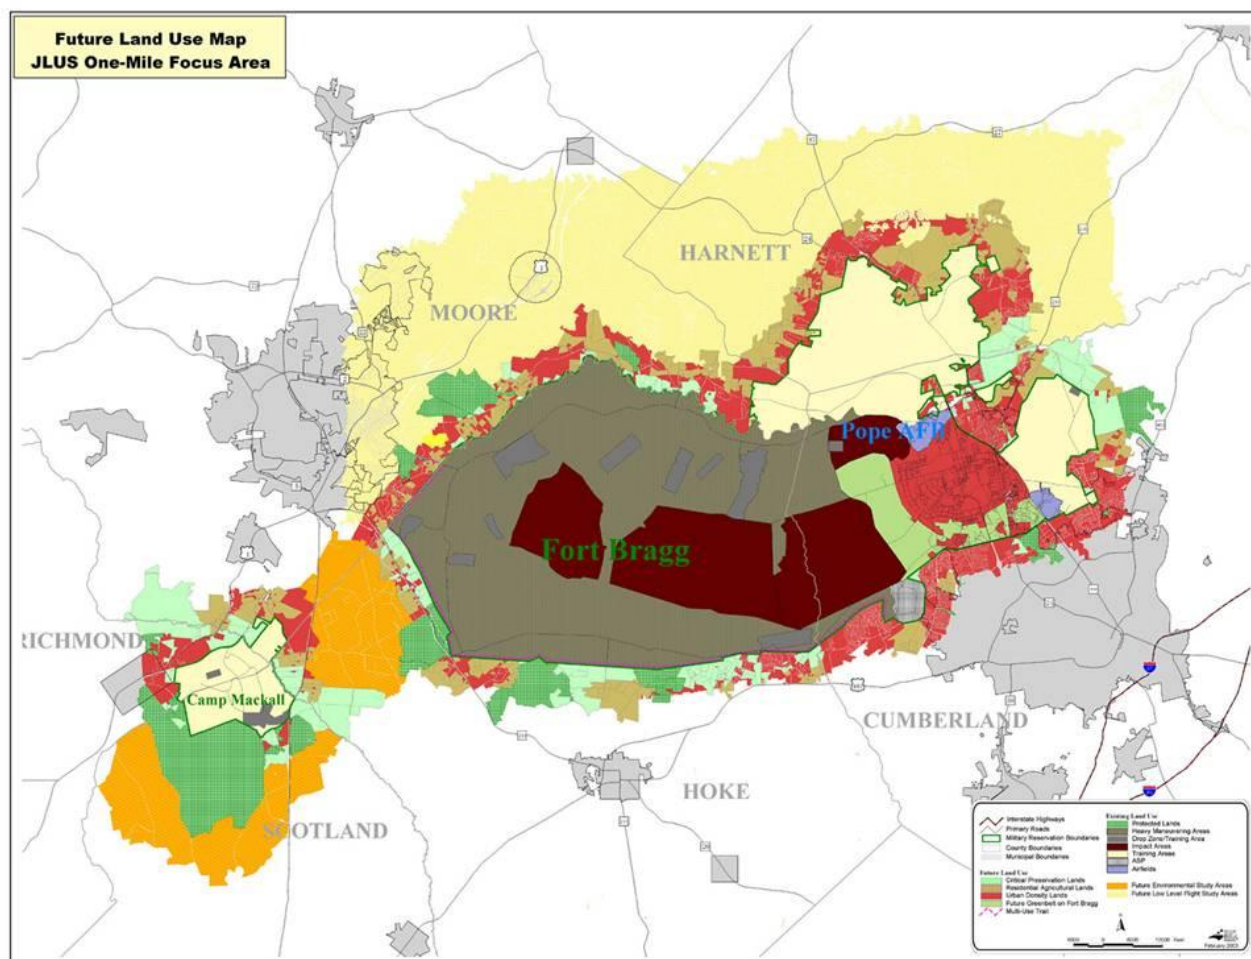 Future Land Use Map
JLUS One-Mile Focus Area
HARNETT
MOORE
Pope AFB
Fort Bragg
RICHMOND
Camp Mackall
CUMBERLAND
HOKE
SCOTLAND
Interstate Highways
Primary Roads
Military Reservation Boundaries
County Boundaries
Municipal Boundaries
Future Land Use
Critical Preservation Lands
Residential Agricultural Lands
Urban Density Lands
Future Greenbelt on Fort Bragg
Multi-Use Trail
Existing Land Use
Protected Lands
Heavy Maneuvering Areas
Drop Zone/Training Area
Impact Areas
Training Areas
ASP
Airfields
Future Environmental Study Areas
Future Low Level Flight Study Areas
February 2003